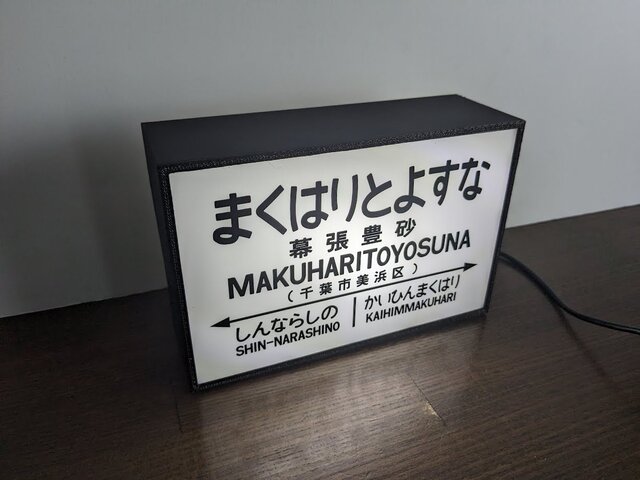 まくはりとよすな
幕張豊砂
MAKUHARITOYOSUNA
(千葉市美浜区)
しんならしの
SHIN-NARASHINO
かいひんまくはり
KAIHIMMAKUHARI